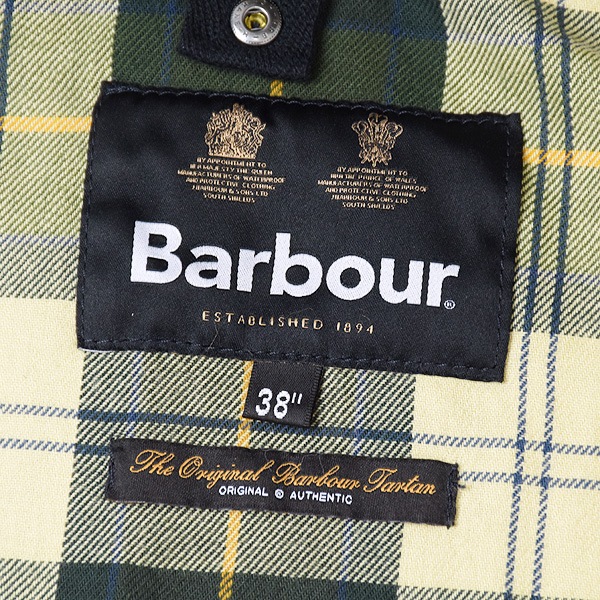 BY APPOINTMENT TO
HER MAJESTY THE QUEEN
MANUFACTURERS OF WATERPROOF
AND PROTECTIVE CLOTHING
J BARBOUR & SONS LTD
SOUTH SHIELDS
BY APPOINTMENT TO
HRH THE PRINCE OF WALES
MANUFACTURERS OF WATERPROOF
AND PROTECTIVE CLOTHING
J BARBOUR & SONS LTD
SOUTH SHIELDS
Barbour®
ESTABLISHED 1894
38"
The Original Barbour Tartan
ORIGINAL ® AUTHENTIC